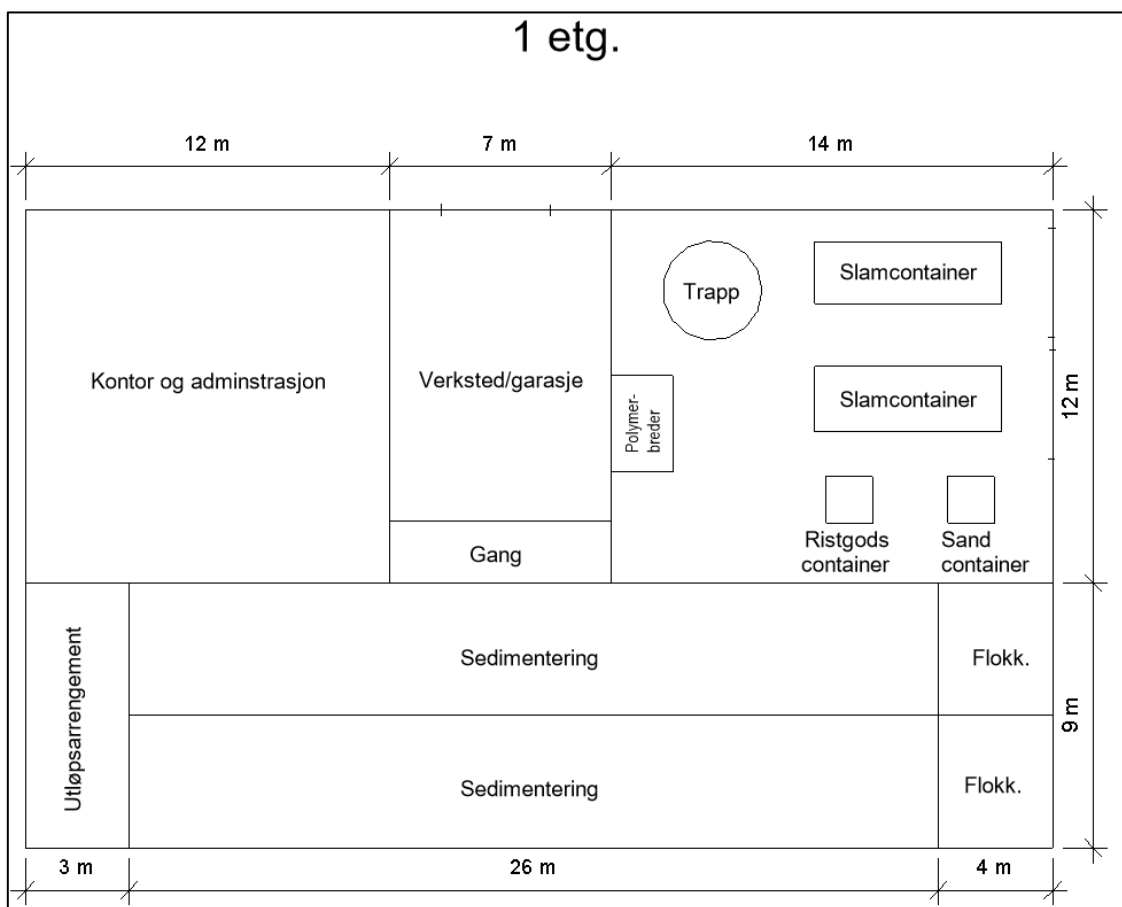 1 etg.
12 m
7 m
14 m
Trapp
Slamcontainer
Kontor og adminstrasjon
Verksted/garasje
Polymer-
breder
Slamcontainer
12 m
Gang
Ristgods
container
Sand
container
Utløpsarrengement
Sedimentering
Flokk.
9 m
Sedimentering
Flokk.
3 m
26 m
4 m